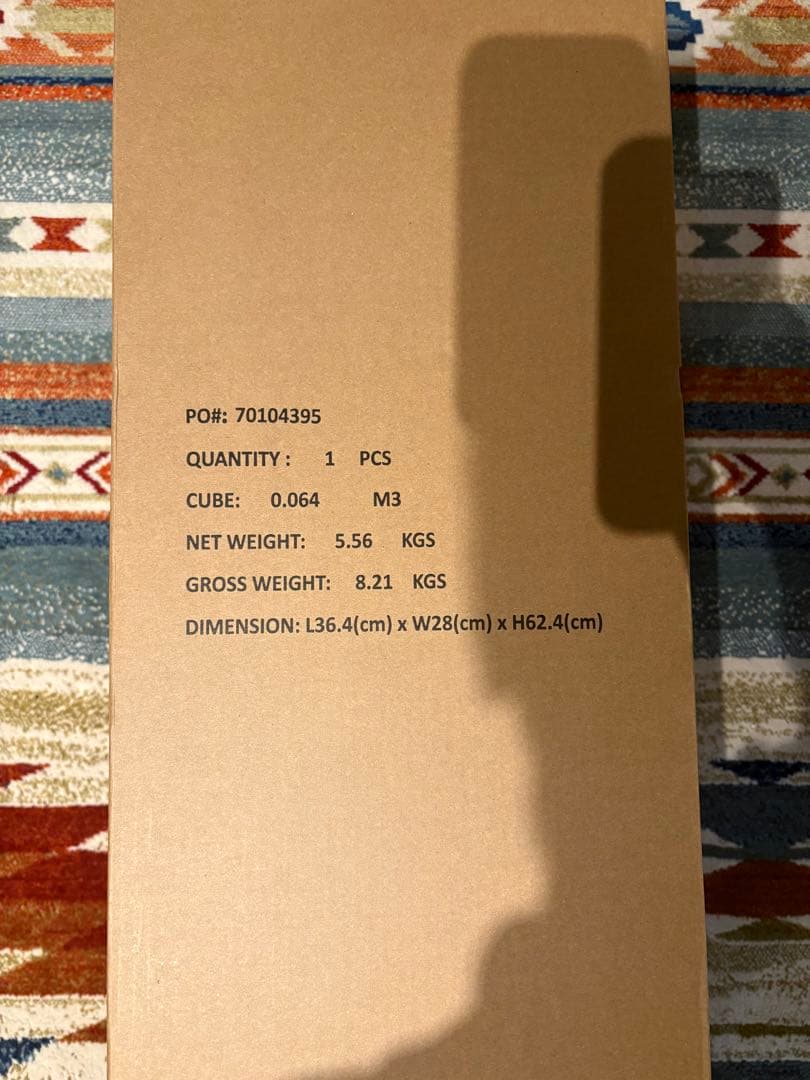 PO#: 70104395
QUANTITY : 1 PCS
CUBE: 0.064 M3
NET WEIGHT: 5.56 KGS
GROSS WEIGHT: 8.21 KGS
DIMENSION: L36.4(cm) x W28(cm) x H62.4(cm)